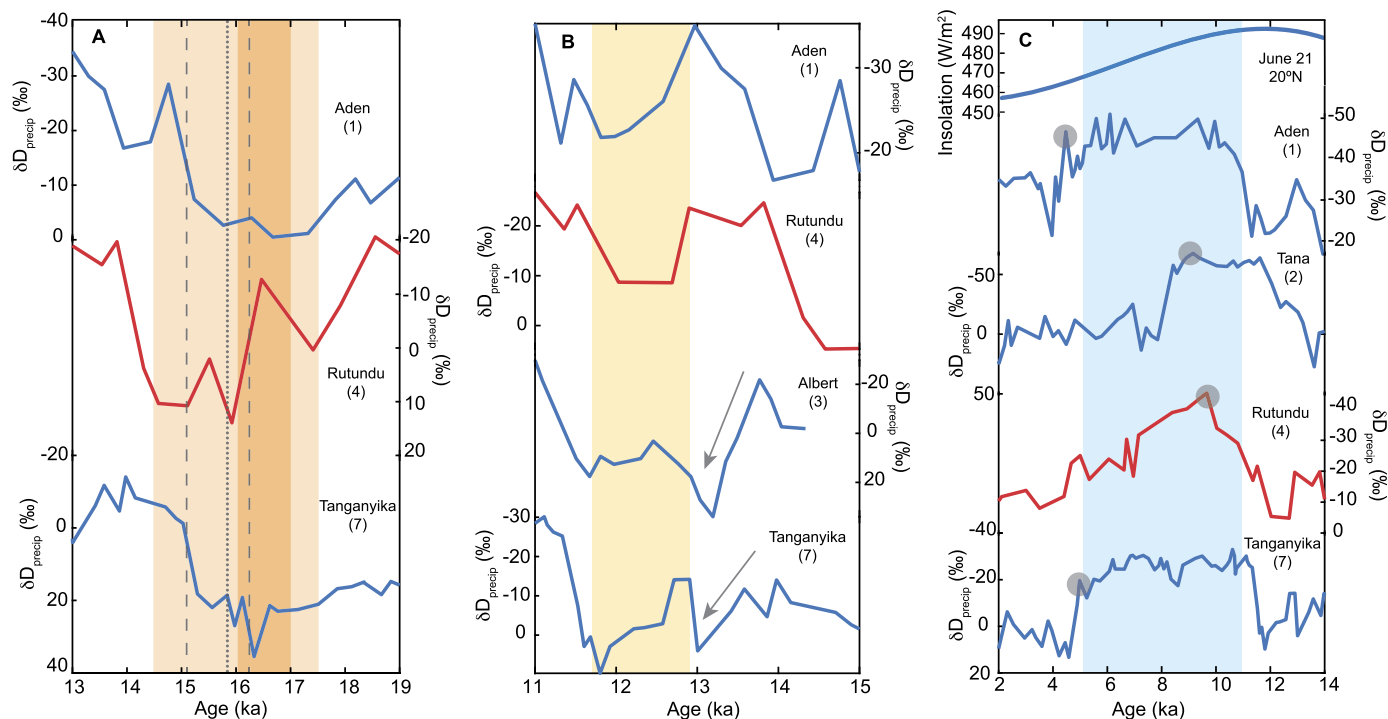 A
-40
-30
-20
-10
0
δDprecip (‰)
Aden
(1)
-20
-10
0
10
20
δDprecip (‰)
Rutundu
(4)
-20
0
20
40
δDprecip (‰)
Tanganyika
(7)
13 14 15 16 17 18 19
Age (ka)
B
Aden
(1)
-30
-20
δDprecip (‰)
-20
-10
0
δDprecip (‰)
Rutundu
(4)
Albert
(3)
-20
0
20
δDprecip (‰)
-30
-20
-10
0
δDprecip (‰)
Tanganyika
(7)
11 12 13 14 15
Age (ka)
C
490
480
470
460
450
Insolation (W/m²)
June 21
20°N
Aden
(1)
-50
-40
-30
-20
δDprecip (‰)
Tana
(2)
-50
0
50
δDprecip (‰)
Rutundu
(4)
-40
-30
-20
-10
0
δDprecip (‰)
-40
-20
0
20
δDprecip (‰)
Tanganyika
(7)
2 4 6 8 10 12 14
Age (ka)